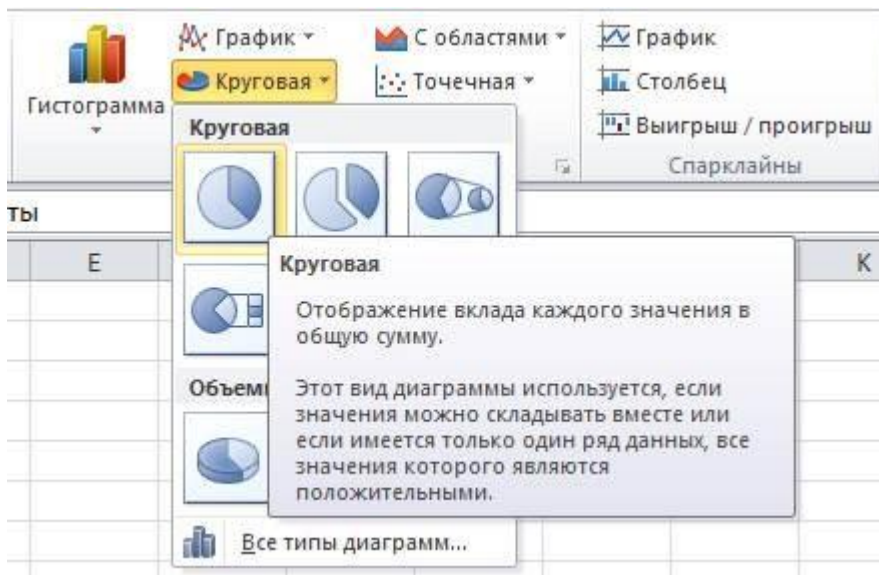 График
С областями
График
Круговая
Точечная
Столбец
Гистограмма
Выигрыш / проигрыш
Круговая
Спарклайны
ты
E
K
Круговая
Отображение вклада каждого значения в
общую сумму.
Этот вид диаграммы используется, если
значения можно складывать вместе или
если имеется только один ряд данных, все
значения которого являются
положительными.
Объемн
Все типы диаграмм...